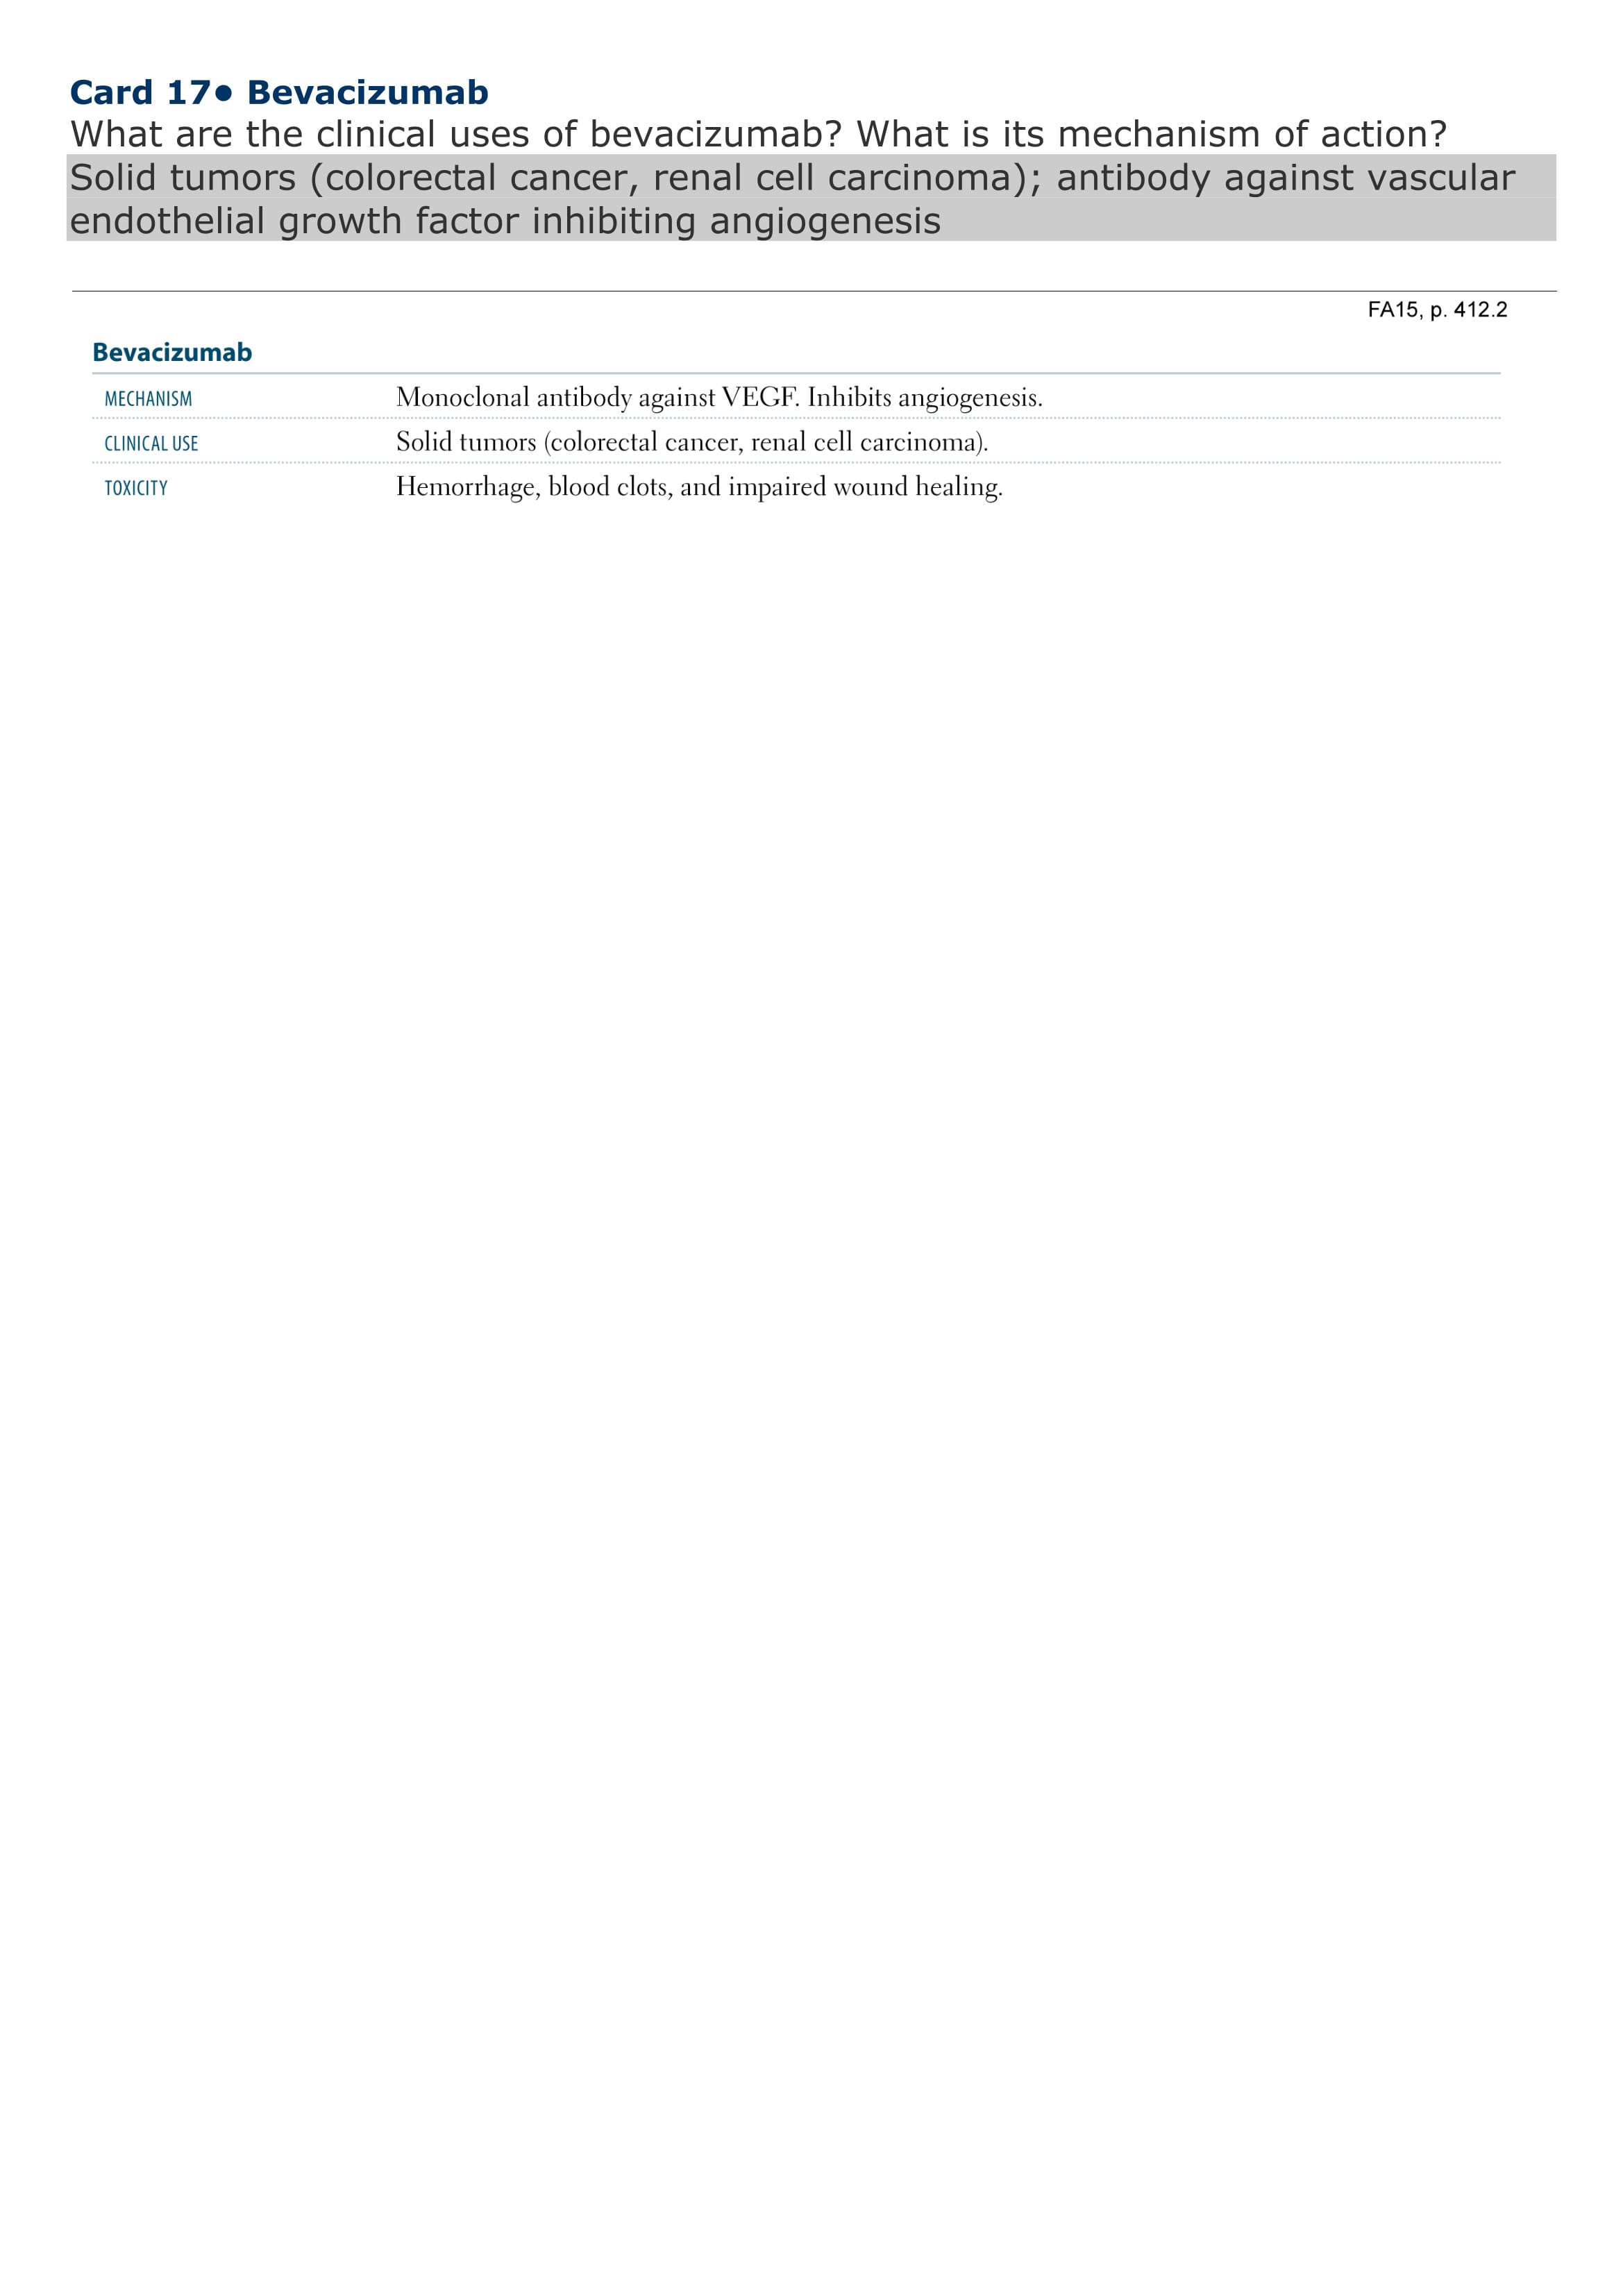 Card 17• Bevacizumab
What are the clinical uses of bevacizumab? What is its mechanism of action?
Solid tumors (colorectal cancer, renal cell carcinoma); antibody against vascular
endothelial growth factor inhibiting angiogenesis
FA15, p. 412.2
Bevacizumab
MECHANISM Monoclonal antibody against VEGF. Inhibits angiogenesis.
CLINICAL USE Solid tumors (colorectal cancer, renal cell carcinoma).
TOXICITY Hemorrhage, blood clots, and impaired wound healing.